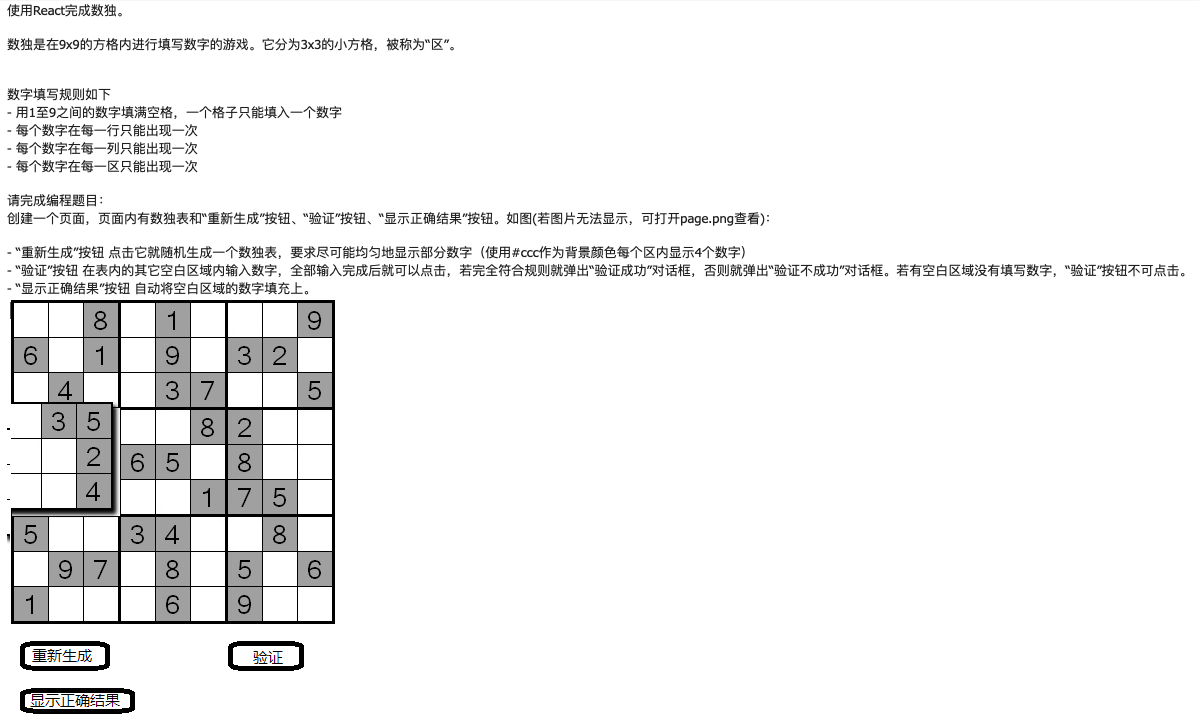 使用React完成数独。
数独是在9x9的方格内进行填写数字的游戏。它分为3x3的小方格，被称为“区”。
数字填写规则如下
- 用1至9之间的数字填满空格，一个格子只能填入一个数字
- 每个数字在每一行只能出现一次
- 每个数字在每一列只能出现一次
- 每个数字在每一区只能出现一次
请完成编程题目：
创建一个页面，页面内有数独表和“重新生成”按钮、“验证”按钮、“显示正确结果”按钮。如图(若图片无法显示，可打开page.png查看)：
- “重新生成”按钮 点击它就随机生成一个数独表，要求尽可能均匀地显示部分数字（使用#ccc作为背景颜色每个区内显示4个数字）
- “验证”按钮 在表内的其它空白区域内输入数字，全部输入完成后就可以点击，若完全符合规则就弹出“验证成功”对话框，否则就弹出“验证不成功”对话框。若有空白区域没有填写数字，“验证”按钮不可点击。
- “显示正确结果”按钮 自动将空白区域的数字填充上。
8 1 9
6 1 9 3 2
4 3 7 5
3 5 8 2
2 6 5 8
4 1 7 5
5 3 4 8
9 7 8 5 6
1 6 9
重新生成 验证
显示正确结果